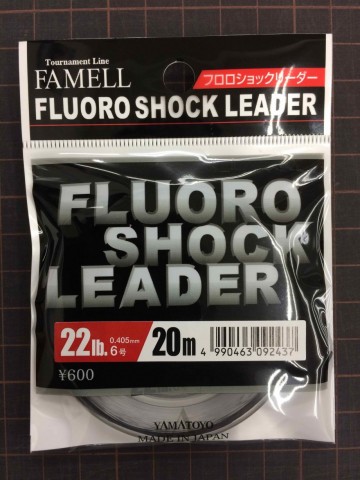 Tournament Line
FAMELL
フロロショックリーダー
FLUORO SHOCK LEADER
FLUORO
SHOCK
LEADER
22lb. 0.405mm 6号 20m
4 990463 092437
¥600
YAMATOYO
MADE IN JAPAN